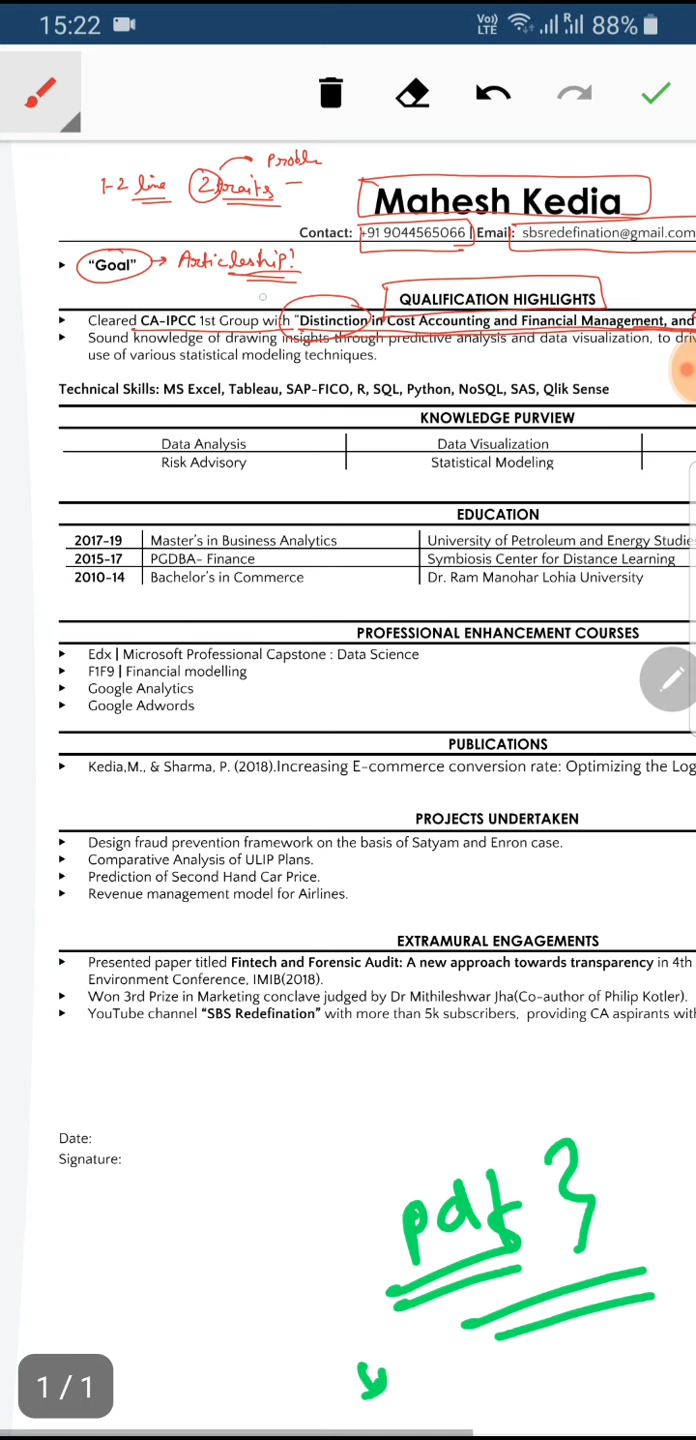 15:22 Vo)) LTE R 88%
1-2 line 2 traits - Proble
Mahesh Kedia
Contact: +91 9044565066 | Email: sbsredefination@gmail.com
"Goal" → Articleship!
QUALIFICATION HIGHLIGHTS
Cleared CA-IPCC 1st Group with "Distinction in Cost Accounting and Financial Management, and
Sound knowledge of drawing insights through predictive analysis and data visualization, to driv
use of various statistical modeling techniques.
Technical Skills: MS Excel, Tableau, SAP-FICO, R, SQL, Python, NoSQL, SAS, Qlik Sense
KNOWLEDGE PURVIEW
Data Analysis Data Visualization
Risk Advisory Statistical Modeling
EDUCATION
2017-19 Master's in Business Analytics University of Petroleum and Energy Studie
2015-17 PGDBA- Finance Symbiosis Center for Distance Learning
2010-14 Bachelor's in Commerce Dr. Ram Manohar Lohia University
PROFESSIONAL ENHANCEMENT COURSES
Edx | Microsoft Professional Capstone : Data Science
F1F9 | Financial modelling
Google Analytics
Google Adwords
PUBLICATIONS
Kedia,M., & Sharma, P. (2018).Increasing E-commerce conversion rate: Optimizing the Log
PROJECTS UNDERTAKEN
Design fraud prevention framework on the basis of Satyam and Enron case.
Comparative Analysis of ULIP Plans.
Prediction of Second Hand Car Price.
Revenue management model for Airlines.
EXTRAMURAL ENGAGEMENTS
Presented paper titled Fintech and Forensic Audit: A new approach towards transparency in 4th
Environment Conference, IMIB(2018).
Won 3rd Prize in Marketing conclave judged by Dr Mithileshwar Jha(Co-author of Philip Kotler).
YouTube channel "SBS Redefination" with more than 5k subscribers, providing CA aspirants wit
Date:
Signature:
pdf }
1 / 1